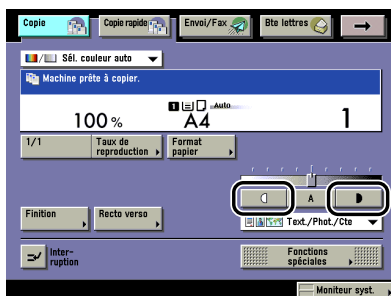 Copie Copie rapide Envoi/Fax Bte lettres
Sél. couleur auto
Machine prête à copier.
1 Auto
100 % A4 1
1/1 Taux de reproduction Format papier
A
Finition Recto verso Text./Phot./Cte
Inter-
ruption
Fonctions
spéciales
Moniteur syst.